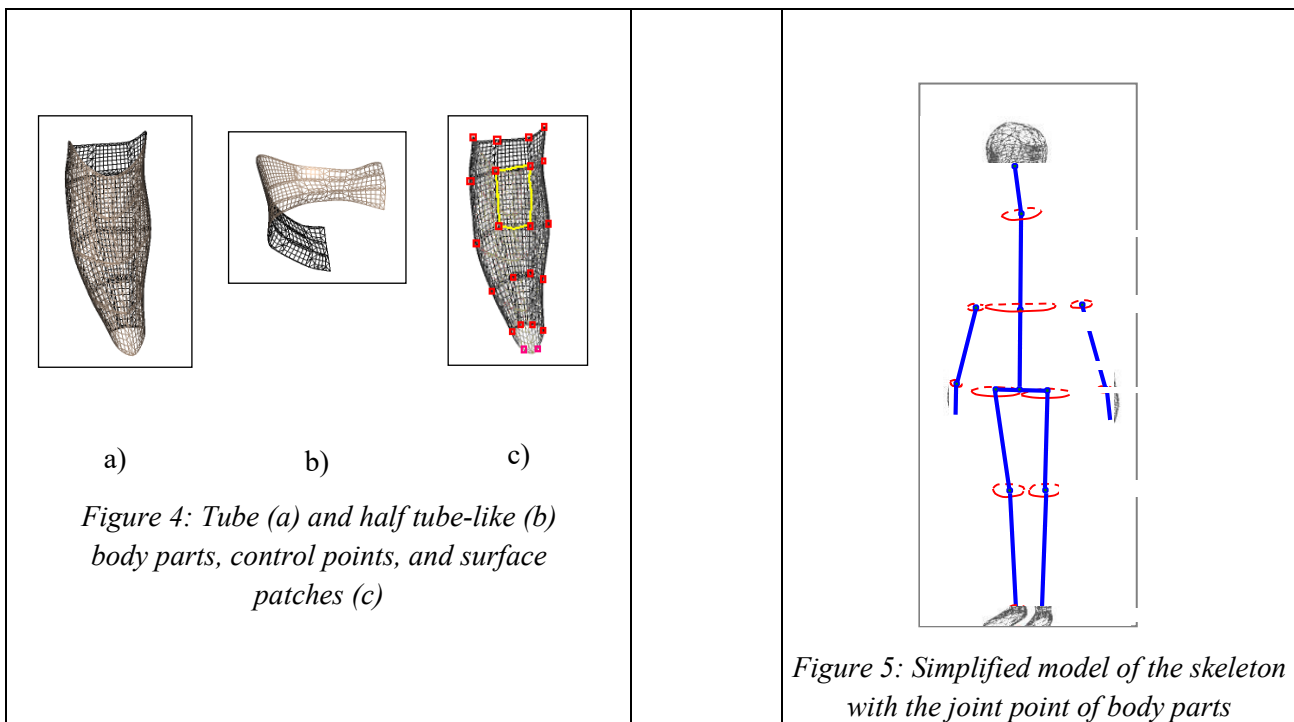 a)
b)
c)
Figure 4: Tube (a) and half tube-like (b)
body parts, control points, and surface
patches (c)
Figure 5: Simplified model of the skeleton
with the joint point of body parts